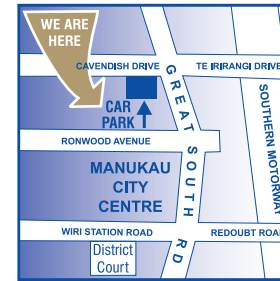 WE ARE
HERE
CAVENDISH DRIVE
TE IRIRANGI DRIVE
GREAT SOUTH RD
CAR
PARK
SOUTHERN MOTORWAY
RONWOOD AVENUE
MANUKAU
CITY
CENTRE
WIRI STATION ROAD
REDOUBT ROAD
District
Court